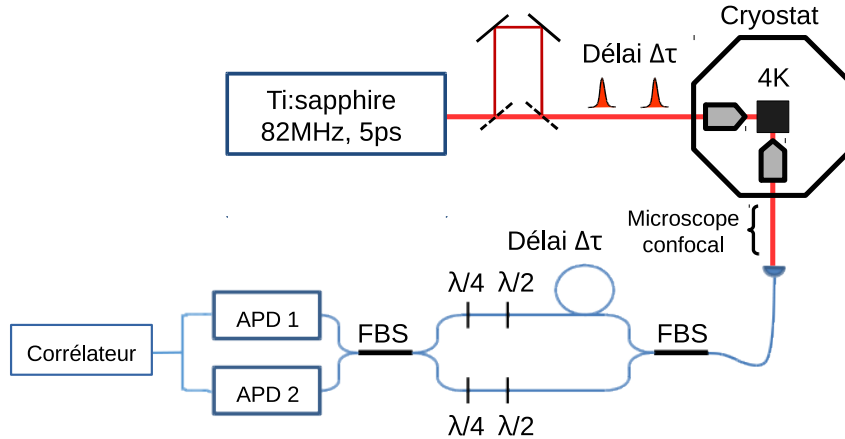 Cryostat
Délai Δτ
4K
Ti:sapphire
82MHz, 5ps
Microscope
confocal
Délai Δτ
λ/4 λ/2
APD 1
FBS
FBS
Corrélateur
APD 2
λ/4 λ/2